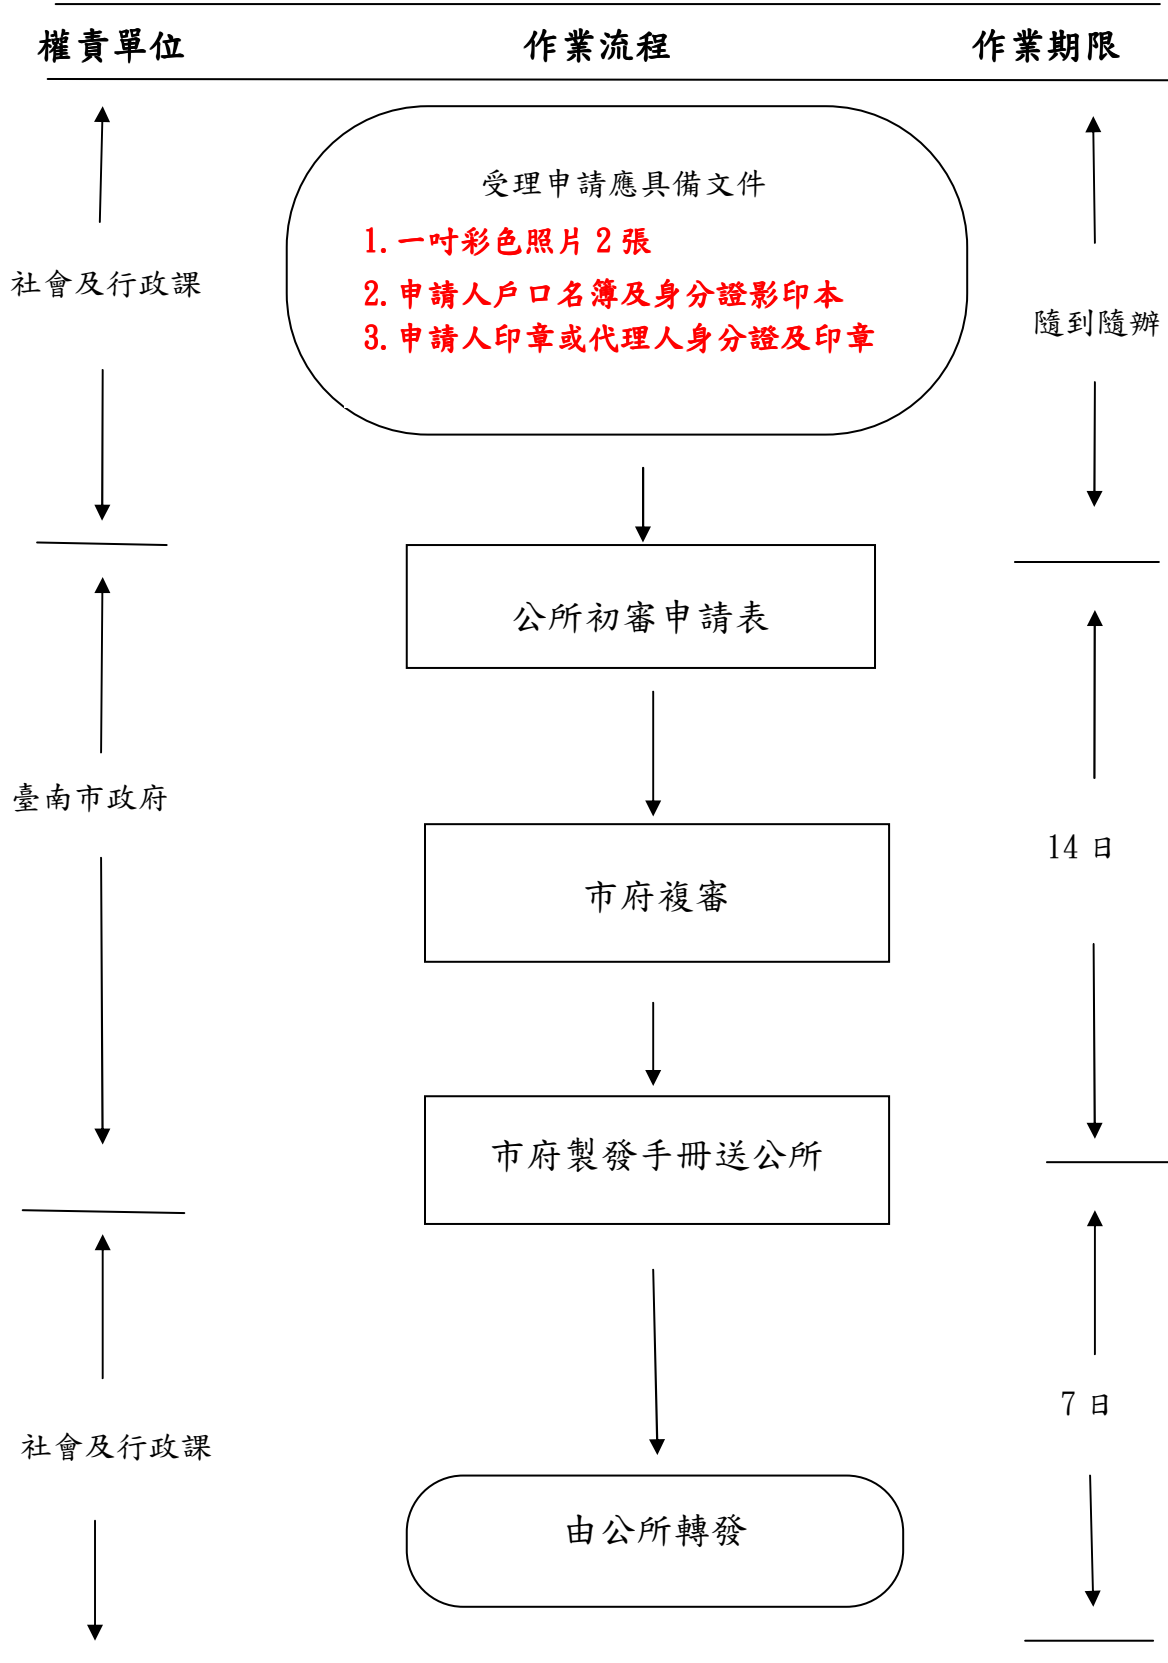 權責單位 作業流程 作業期限
受理申請應具備文件
1.一吋彩色照片2張
社會及行政課
2.申請人戶口名簿及身分證影印本
3.申請人印章或代理人身分證及印章
隨到隨辦
公所初審申請表
臺南市政府
14日
市府複審
市府製發手冊送公所
7日
社會及行政課
由公所轉發